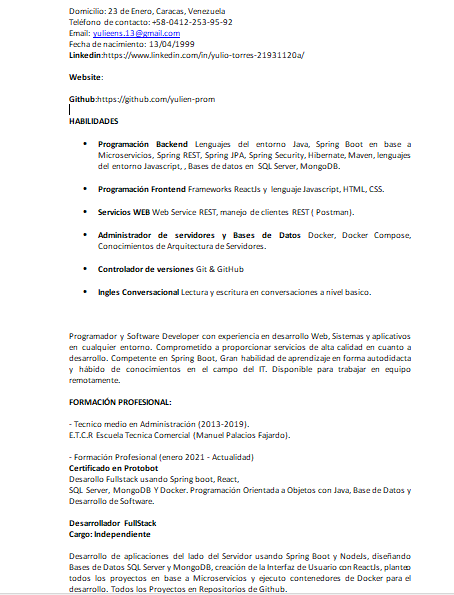 Domicilio: 23 de Enero, Caracas, Venezuela
Teléfono de contacto: +58-0412-253-95-92
Email: yulieens.13@gmail.com
Fecha de nacimiento: 13/04/1999
Linkedin:https://www.linkedin.com/in/yulio-torres-21931120a/
Website:
Github:https://github.com/yulien-prom
HABILIDADES
• Programación Backend Lenguajes del entorno Java, Spring Boot en base a
Microservicios, Spring REST, Spring JPA, Spring Security, Hibernate, Maven, lenguajes
del entorno Javascript, , Bases de datos en SQL Server, MongoDB.
• Programación Frontend Frameworks ReactJs y lenguaje Javascript, HTML, CSS.
• Servicios WEB Web Service REST, manejo de clientes REST ( Postman).
• Administrador de servidores y Bases de Datos Docker, Docker Compose,
Conocimientos de Arquitectura de Servidores.
• Controlador de versiones Git & GitHub
• Ingles Conversacional Lectura y escritura en conversaciones a nivel basico.
Programador y Software Developer con experiencia en desarrollo Web, Sistemas y aplicativos
en cualquier entorno. Comprometido a proporcionar servicios de alta calidad en cuanto a
desarrollo. Competente en Spring Boot, Gran habilidad de aprendizaje en forma autodidacta
y hábido de conocimientos en el campo del IT. Disponible para trabajar en equipo
remotamente.
FORMACIÓN PROFESIONAL:
- Tecnico medio en Administración (2013-2019).
E.T.C.R Escuela Tecnica Comercial (Manuel Palacios Fajardo).
- Formación Profesional (enero 2021 - Actualidad)
Certificado en Protobot
Desarollo Fullstack usando Spring boot, React,
SQL Server, MongoDB Y Docker. Programación Orientada a Objetos con Java, Base de Datos y
Desarrollo de Software.
Desarrollador FullStack
Cargo: Independiente
Desarrollo de aplicaciones del lado del Servidor usando Spring Boot y NodeJs, diseñando
Bases de Datos SQL Server y MongoDB, creación de la Interfaz de Usuario con ReactJs, planteo
todos los proyectos en base a Microservicios y ejecuto contenedores de Docker para el
desarrollo. Todos los Proyectos en Repositorios de Github.